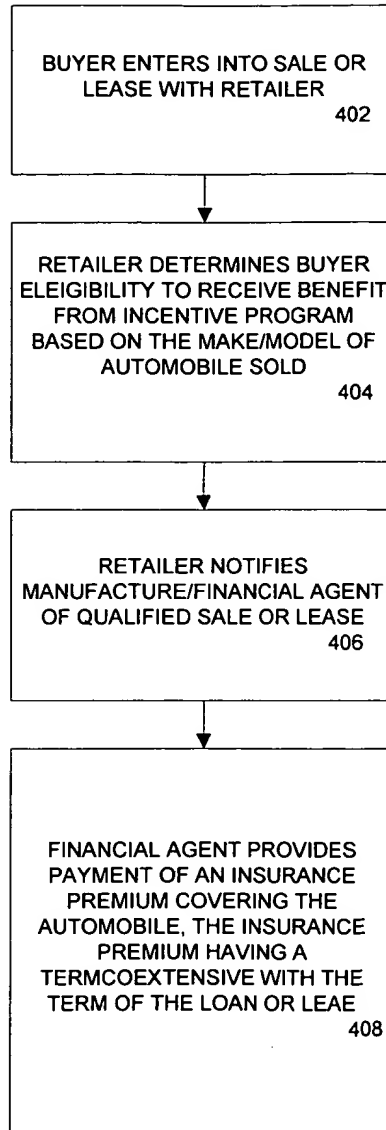 BUYER ENTERS INTO SALE OR
LEASE WITH RETAILER
402
RETAILER DETERMINES BUYER
ELEIGIBILITY TO RECEIVE BENEFIT
FROM INCENTIVE PROGRAM
BASED ON THE MAKE/MODEL OF
AUTOMOBILE SOLD
404
RETAILER NOTIFIES
MANUFACTURE/FINANCIAL AGENT
OF QUALIFIED SALE OR LEASE
406
FINANCIAL AGENT PROVIDES
PAYMENT OF AN INSURANCE
PREMIUM COVERING THE
AUTOMOBILE, THE INSURANCE
PREMIUM HAVING A
TERMCOEXTENSIVE WITH THE
TERM OF THE LOAN OR LEAE
408